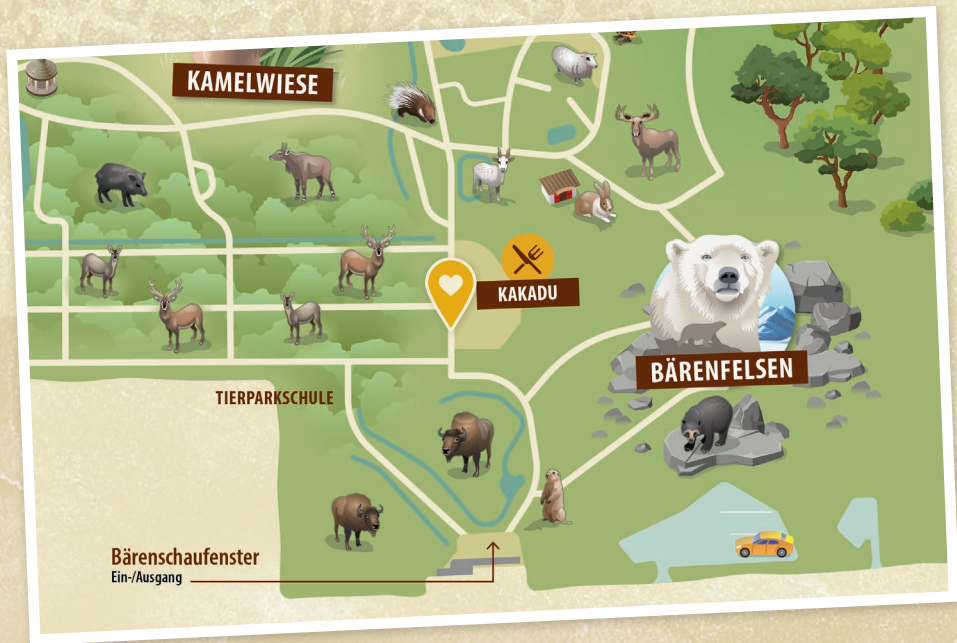 KAMELWIESE
KAKADU
BÄRENFELSEN
TIERPARKSCHULE
Bärenschaufenster
Ein-/Ausgang